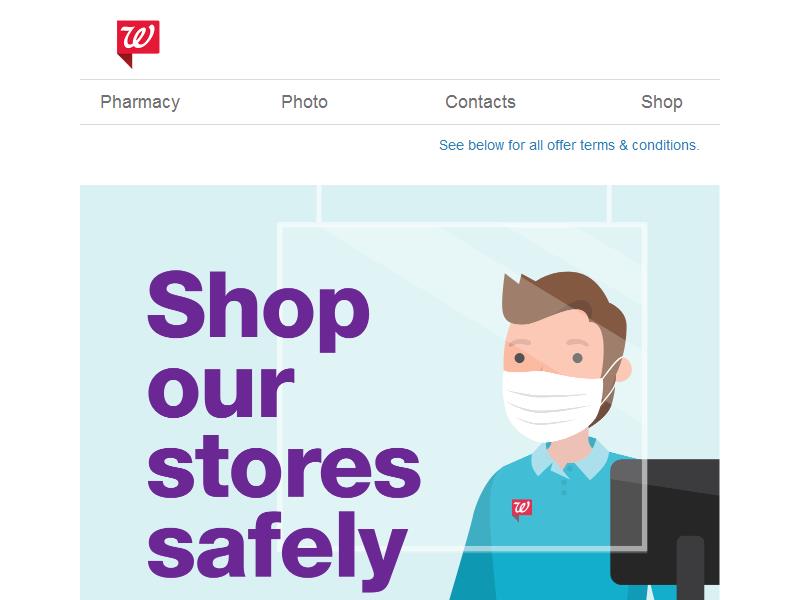 W
Pharmacy Photo Contacts Shop
See below for all offer terms & conditions.
Shop
our
stores
safely
W